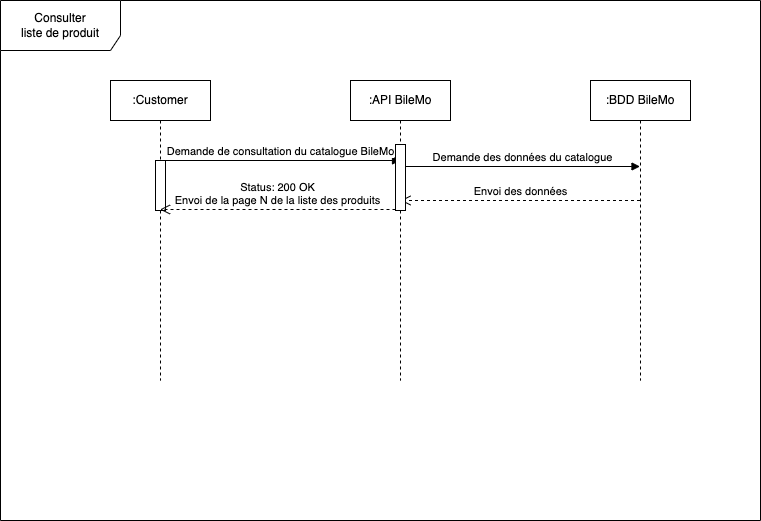 Consulter
liste de produit
:Customer
:API BileMo
:BDD BileMo
Demande de consultation du catalogue BileMo
Demande des données du catalogue
Status: 200 OK
Envoi de la page N de la liste des produits
Envoi des données